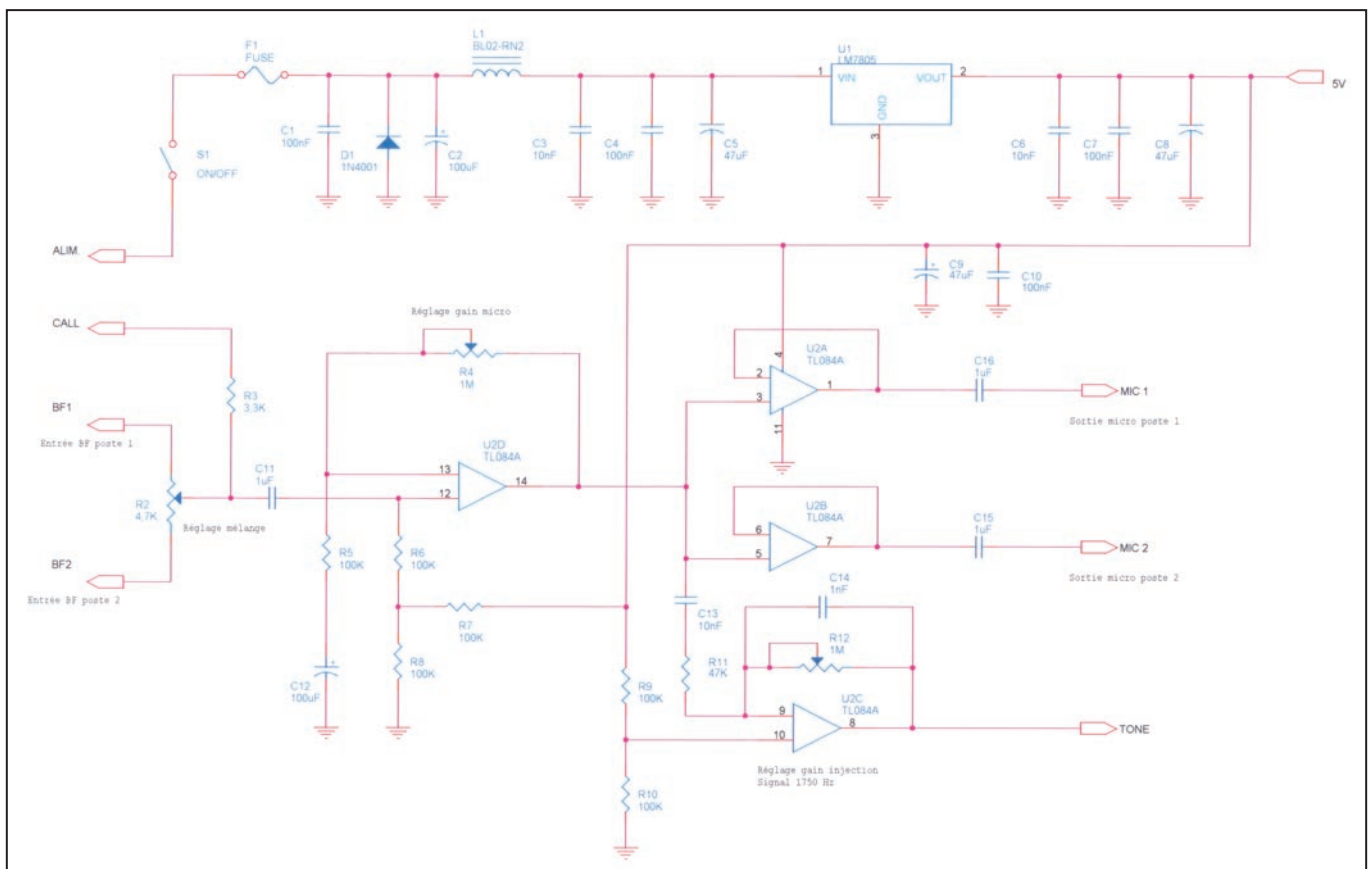 F1
FUSE
L1
BL02-RN2
U1
LM7805
1
VIN
VOUT
2
GND
3
5V
S1
ON/OFF
C1
100nF
D1
1N4001
C2
100uF
C3
10nF
C4
100nF
C5
47uF
C6
10nF
C7
100nF
C8
47uF
ALIM.
C9
47uF
C10
100nF
CALL
Réglage gain micro
R4
1M
U2A
TL084A
4
2
3
1
11
C16
1uF
MIC 1
Sortie micro poste 1
R3
3,3K
BF1
Entrée BF poste 1
R2
4,7K
Réglage mélange
C11
1uF
U2D
TL084A
13
12
14
U2B
TL084A
6
5
7
C15
1uF
MIC 2
Sortie micro poste 2
BF2
Entrée BF poste 2
R5
100K
R6
100K
R7
100K
R8
100K
C12
100uF
C13
10nF
R11
47K
C14
1nF
R12
1M
R9
100K
U2C
TL084A
9
10
8
TONE
Réglage gain injection
Signal 1750 Hz
R10
100K